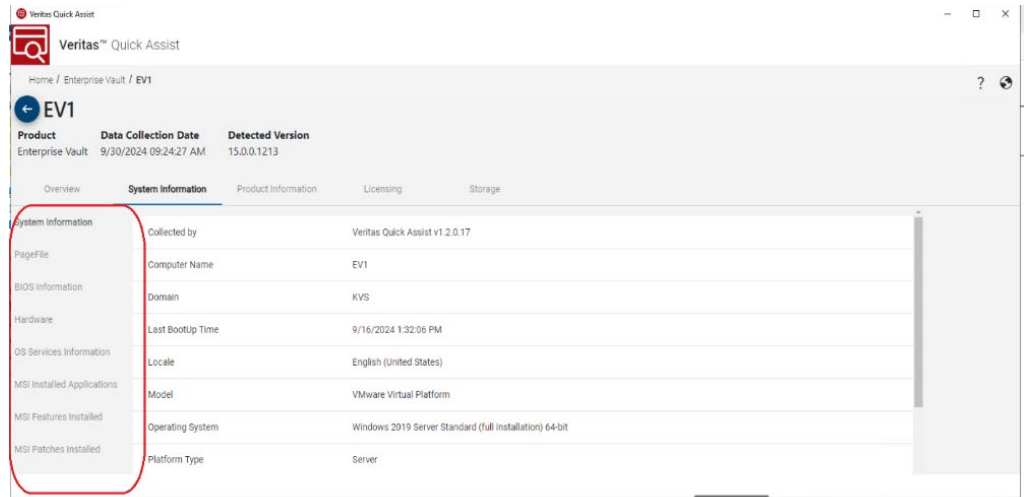 Veritas Quick Assist
Veritas™ Quick Assist
Home / Enterprise Vault / EV1
?
EV1
Product Data Collection Date Detected Version
Enterprise Vault 9/30/2024 09:24:27 AM 15.0.0.1213
Overview System Information Product Information Licensing Storage
System Information
PageFile
BIOS Information
Hardware
OS Services Information
MSI Installed Applications
MSI Features Installed
MSI Patches Installed
Collected by Veritas Quick Assist v1.2.0.17
Computer Name EV1
Domain KVS
Last BootUp Time 9/16/2024 1:32:06 PM
Locale English (United States)
Model VMware Virtual Platform
Operating System Windows 2019 Server Standard (full installation) 64-bit
Platform Type Server